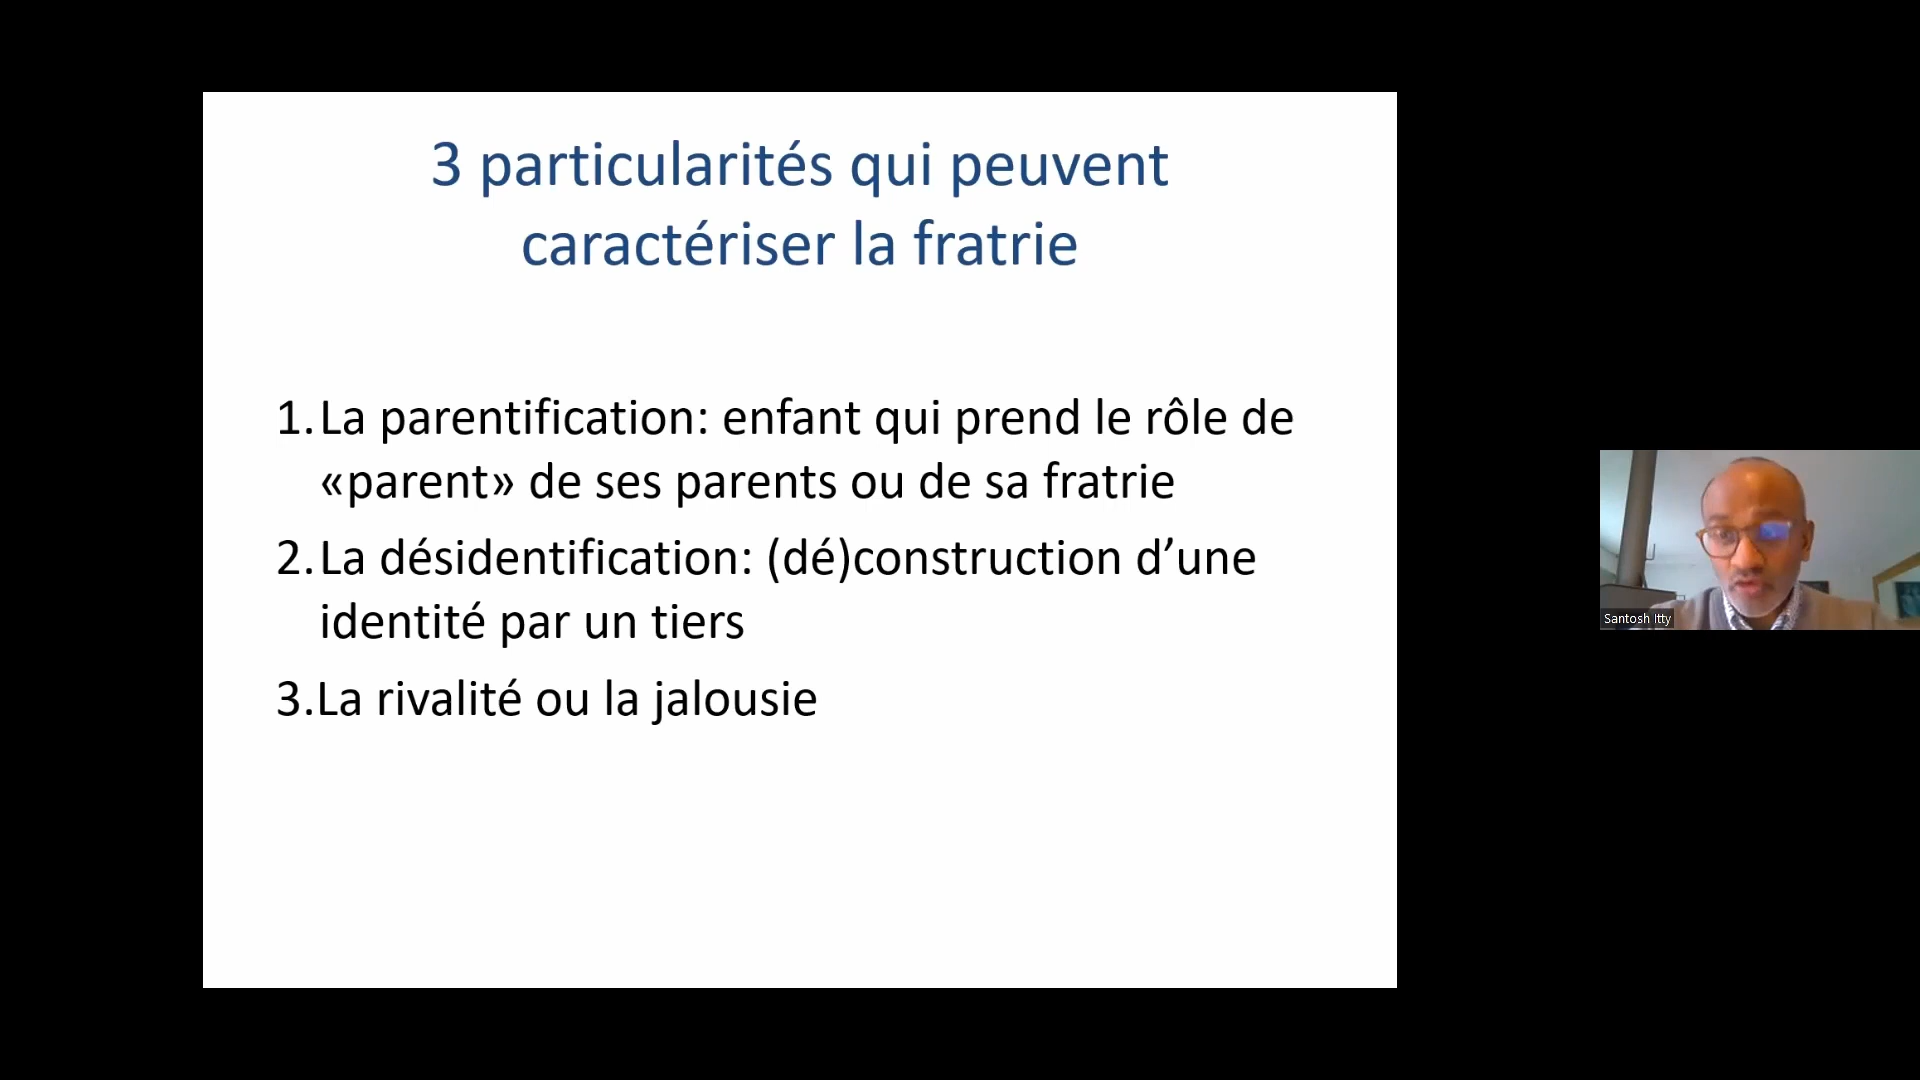 3 particularités qui peuvent
caractériser la fratrie
1. La parentification: enfant qui prend le rôle de
«parent» de ses parents ou de sa fratrie
2. La désidentification: (dé)construction d’une
identité par un tiers
3.La rivalité ou la jalousie
Santosh Itty